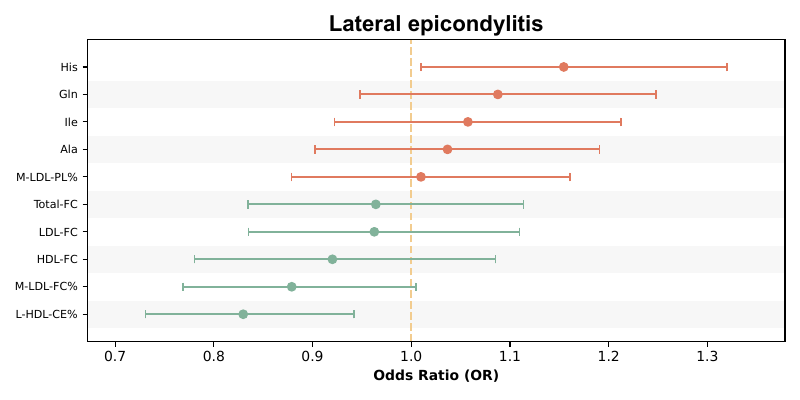 Lateral epicondylitis
His
Gln
Ile
Ala
M-LDL-PL%
Total-FC
LDL-FC
HDL-FC
M-LDL-FC%
L-HDL-CE%
0.7 0.8 0.9 1.0 1.1 1.2 1.3
Odds Ratio (OR)